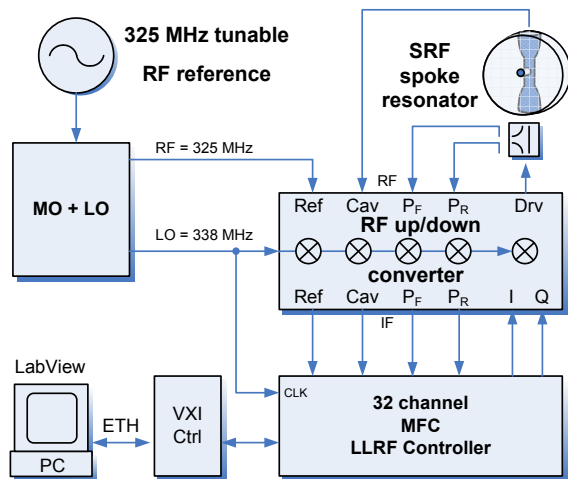 325 MHz tunable
RF reference
SRF
spoke
resonator
RF = 325 MHz
RF
MO + LO
LO = 338 MHz
Ref Cav PF PR Drv
RF up/down
converter
Ref Cav PF PR I Q
IF
LabView
PC
ETH
VXI
Ctrl
CLK
32 channel
MFC
LLRF Controller